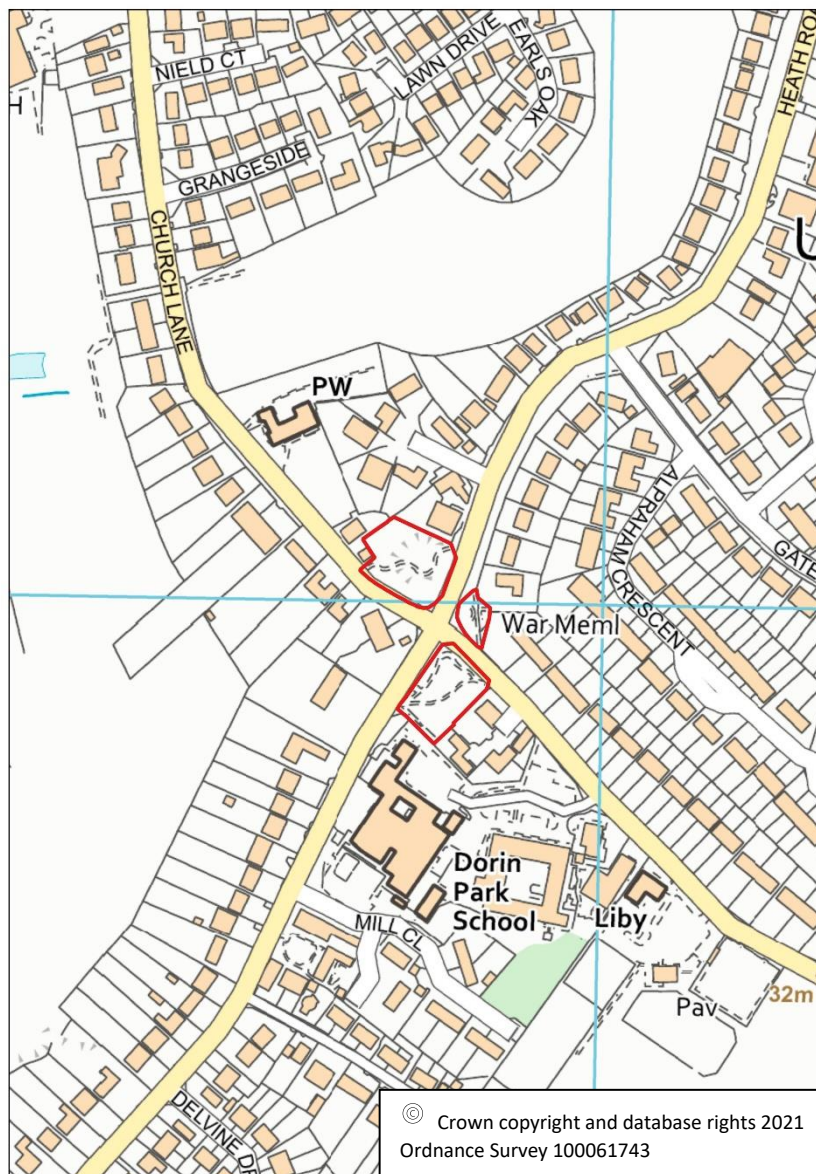 NIELD CT
LAWN DRIVE
EARLS OAK
HEATH RO
H
GRANGESIDE
CHURCH LANE
U
PW
ALPRAHAM CRESCENT
GATE
War Meml
Dorin
Park
School
Liby
MILL CL
Pav
32m
DELVINE DR
© Crown copyright and database rights 2021
Ordnance Survey 100061743